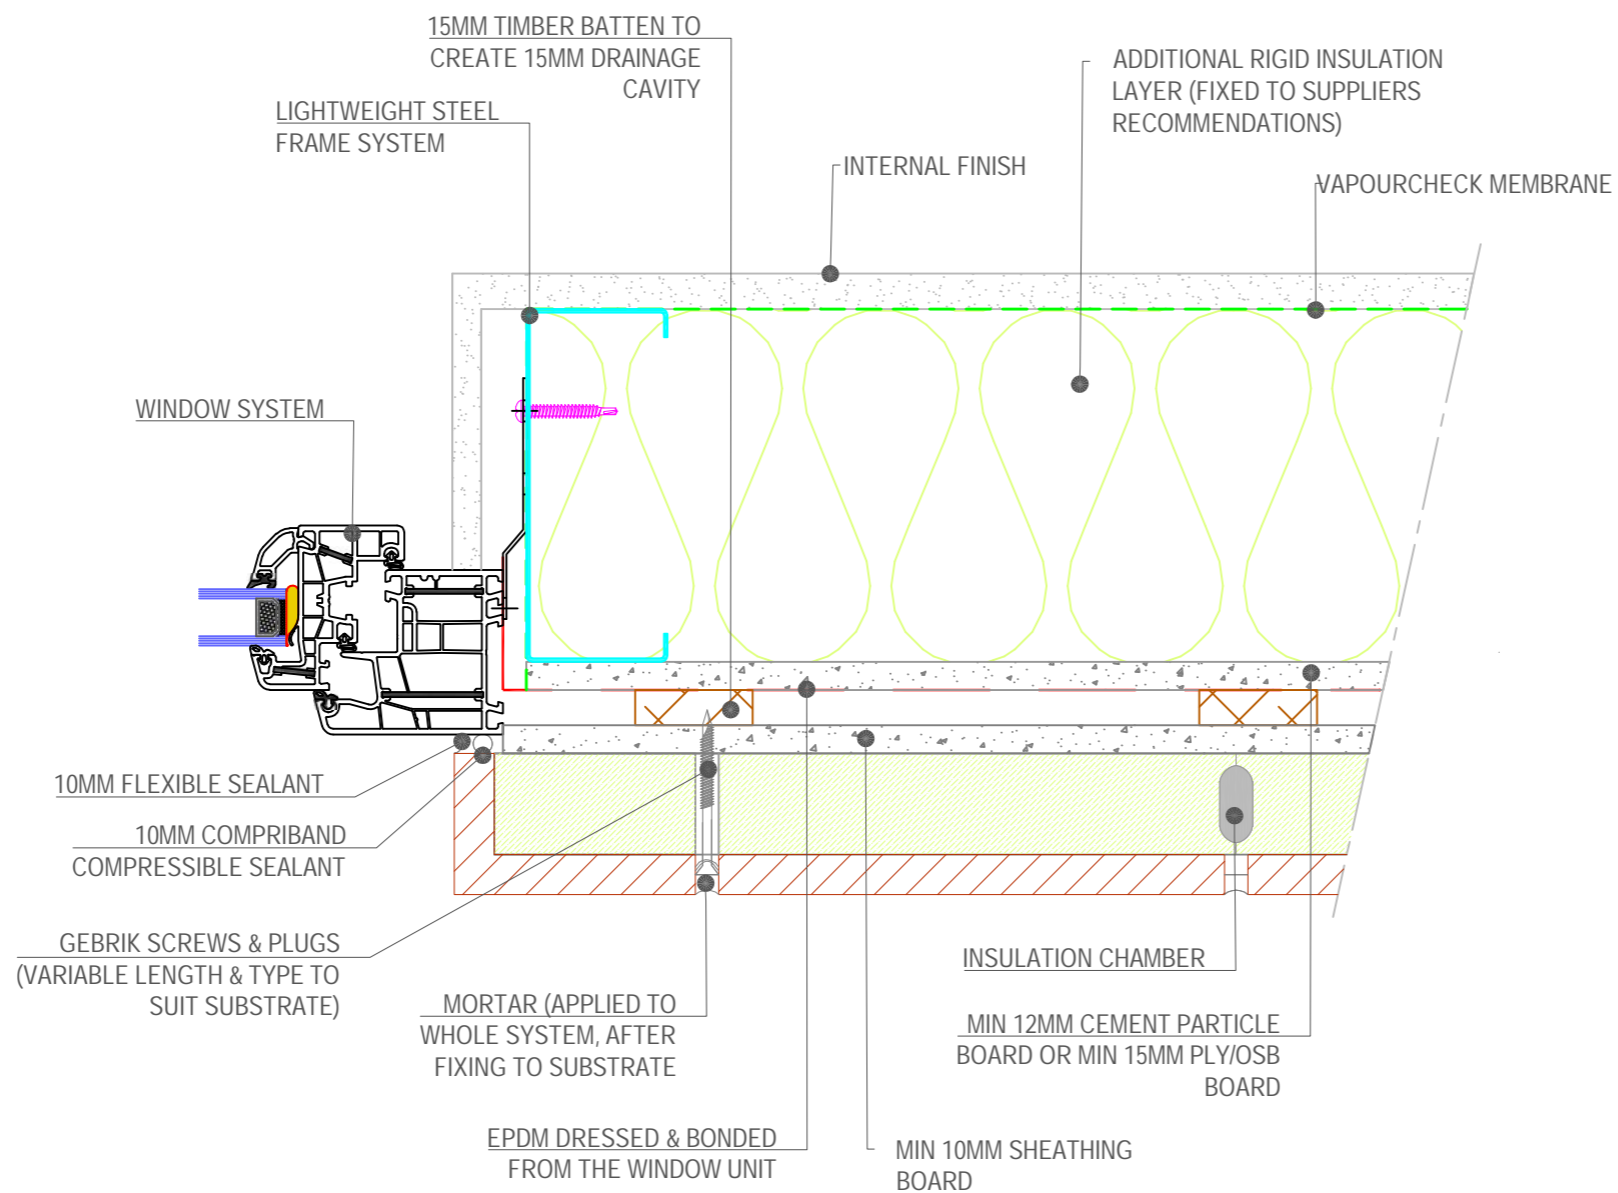 15MM TIMBER BATTEN TO
CREATE 15MM DRAINAGE
CAVITY
ADDITIONAL RIGID INSULATION
LAYER (FIXED TO SUPPLIERS
RECOMMENDATIONS)
LIGHTWEIGHT STEEL
FRAME SYSTEM
INTERNAL FINISH
VAPOURCHECK MEMBRANE
WINDOW SYSTEM
10MM FLEXIBLE SEALANT
10MM COMPRIBAND
COMPRESSIBLE SEALANT
GEBRIK SCREWS & PLUGS
(VARIABLE LENGTH & TYPE TO
SUIT SUBSTRATE)
MORTAR (APPLIED TO
WHOLE SYSTEM, AFTER
FIXING TO SUBSTRATE
INSULATION CHAMBER
MIN 12MM CEMENT PARTICLE
BOARD OR MIN 15MM PLY/OSB
BOARD
EPDM DRESSED & BONDED
FROM THE WINDOW UNIT
MIN 10MM SHEATHING
BOARD